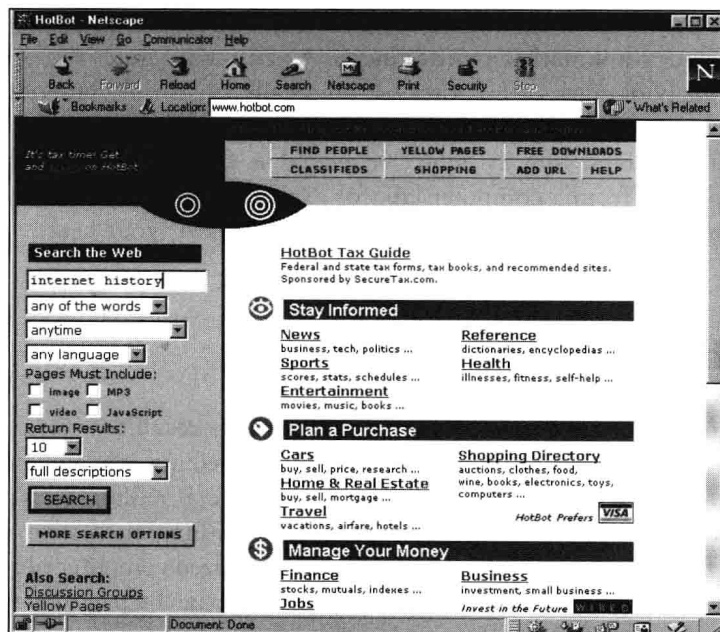 HotBot - Netscape
File Edit View Go Communicator Help
Back Forward Reload Home Search Netscape Print Security Stop
N
Bookmarks Location: www.hotbot.com What's Related
It's tax time! Get
and on HotBot
FIND PEOPLE YELLOW PAGES FREE DOWNLOADS
CLASSIFIEDS SHOPPING ADD URL HELP
Search the Web
internet history
any of the words
anytime
any language
Pages Must Include:
image MP3
video JavaScript
Return Results:
10
full descriptions
SEARCH
MORE SEARCH OPTIONS
Also Search:
Discussion Groups
Yellow Pages
HotBot Tax Guide
Federal and state tax forms, tax books, and recommended sites.
Sponsored by SecureTax.com.
Stay Informed
News
business, tech, politics ...
Sports
scores, stats, schedules ...
Entertainment
movies, music, books ...
Reference
dictionaries, encyclopedias ...
Health
illnesses, fitness, self-help ...
Plan a Purchase
Cars
buy, sell, price, research ...
Home & Real Estate
buy, sell, mortgage ...
Travel
vacations, airfare, hotels ...
Shopping Directory
auctions, clothes, food,
wine, books, electronics, toys,
computers ...
HotBot Prefers VISA
$ Manage Your Money
Finance
stocks, mutuals, indexes ...
Jobs
Business
investment, small business ...
Invest in the Future WIRED
Document: Done